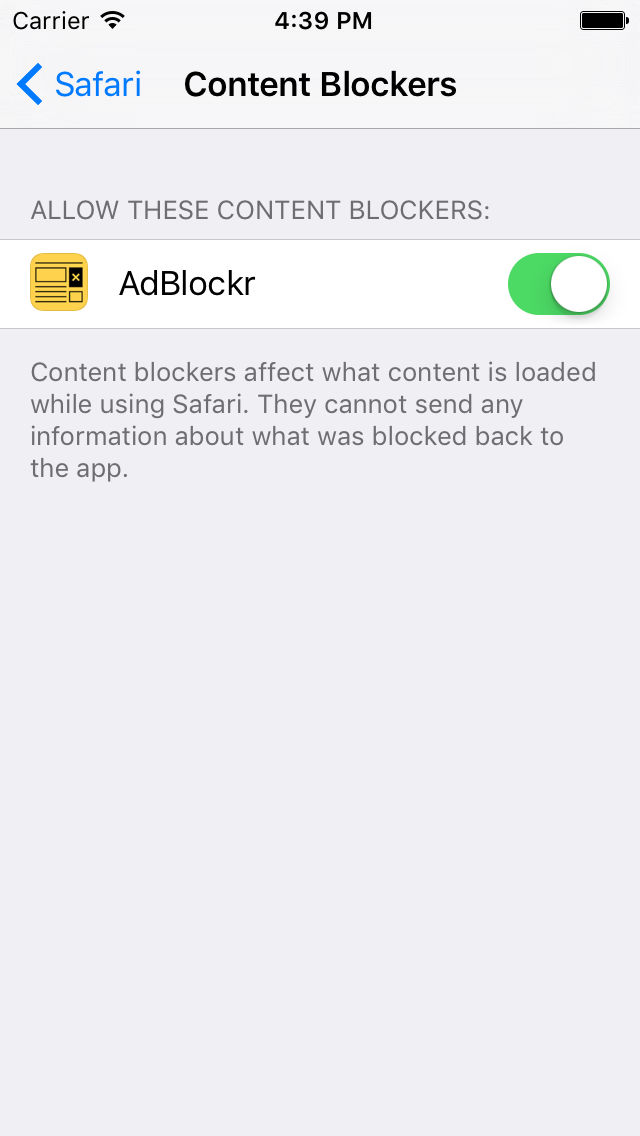 Carrier 4:39 PM
Safari Content Blockers
ALLOW THESE CONTENT BLOCKERS:
AdBlockr
Content blockers affect what content is loaded
while using Safari. They cannot send any
information about what was blocked back to
the app.